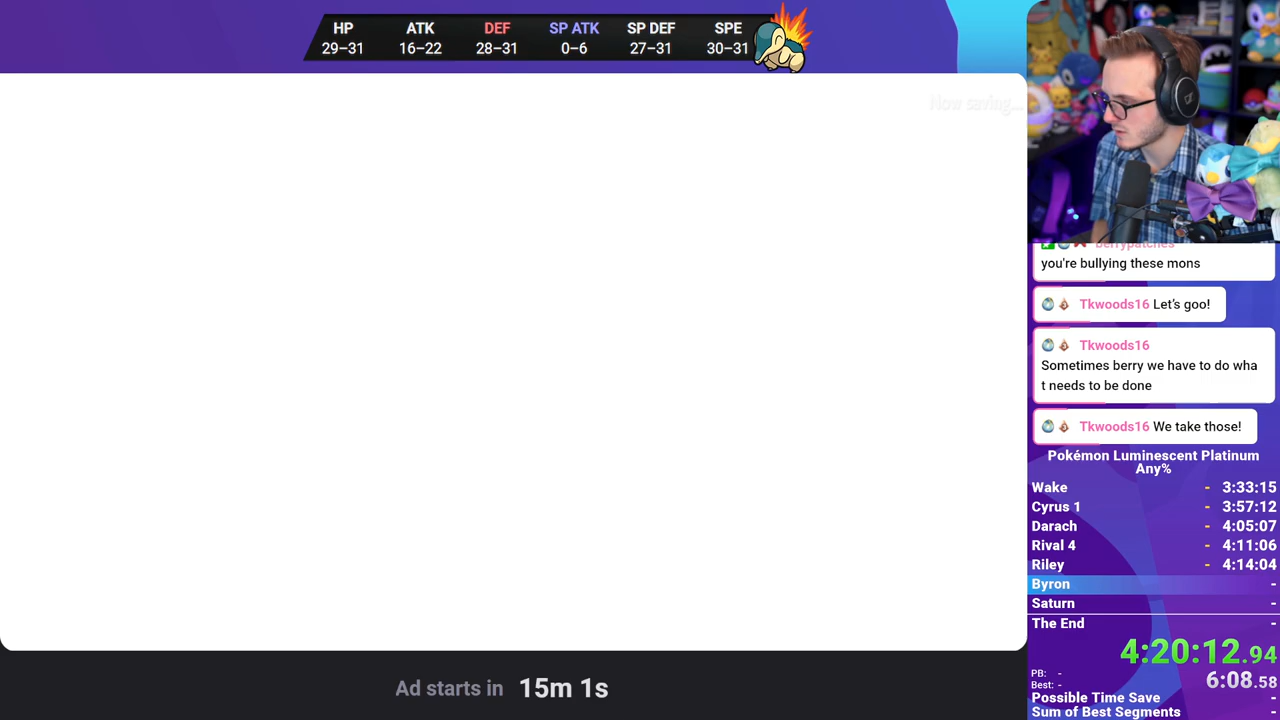 HP ATK DEF SP ATK SP DEF SPE
29–31 16–22 28–31 0–6 27–31 30–31
Now saving...
berrypatches
you're bullying these mons
Tkwoods16 Let's goo!
Tkwoods16
Sometimes berry we have to do wha
t needs to be done
Tkwoods16 We take those!
Pokémon Luminescent Platinum
Any%
Wake - 3:33:15
Cyrus 1 - 3:57:12
Darach - 4:05:07
Rival 4 - 4:11:06
Riley - 4:14:04
Byron -
Saturn -
The End -
4:20:12.94
PB: -
Best: - 6:08.58
Possible Time Save -
Sum of Best Segments -
Ad starts in 15m 1s